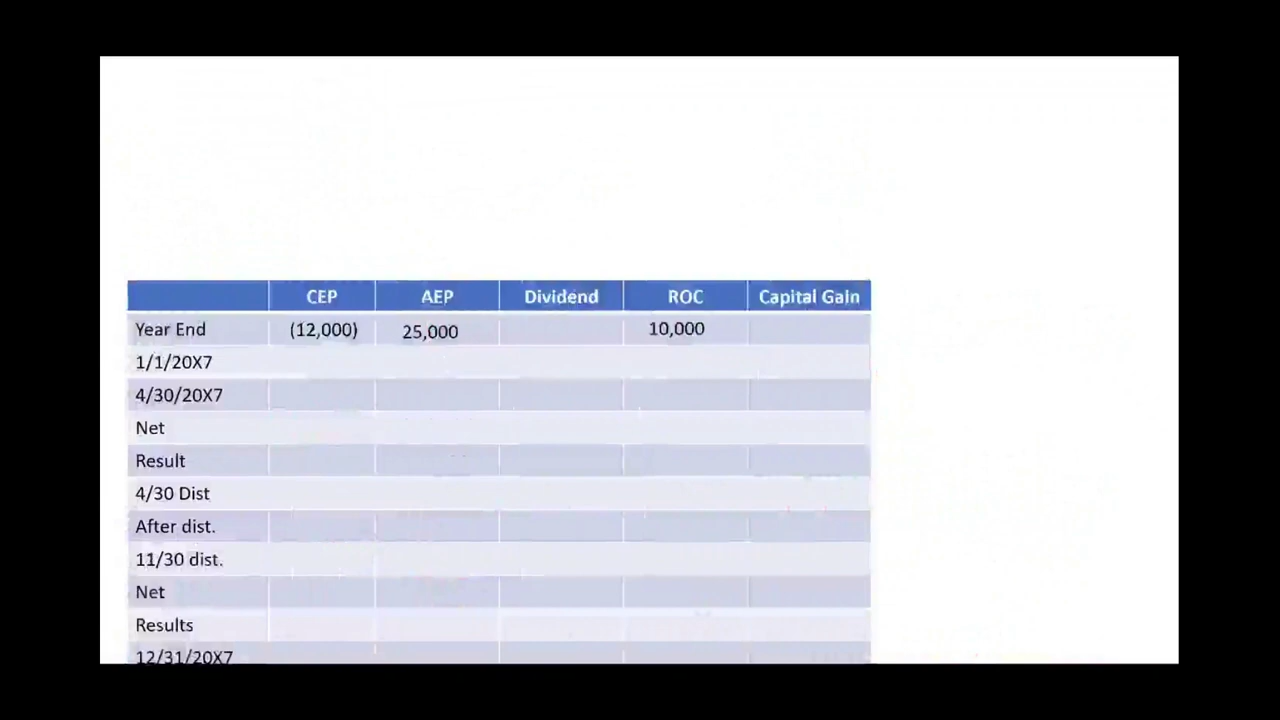 CEP AEP Dividend ROC Capital Gain
Year End (12,000) 25,000 10,000
1/1/20X7
4/30/20X7
Net
Result
4/30 Dist
After dist.
11/30 dist.
Net
Results
12/31/20X7